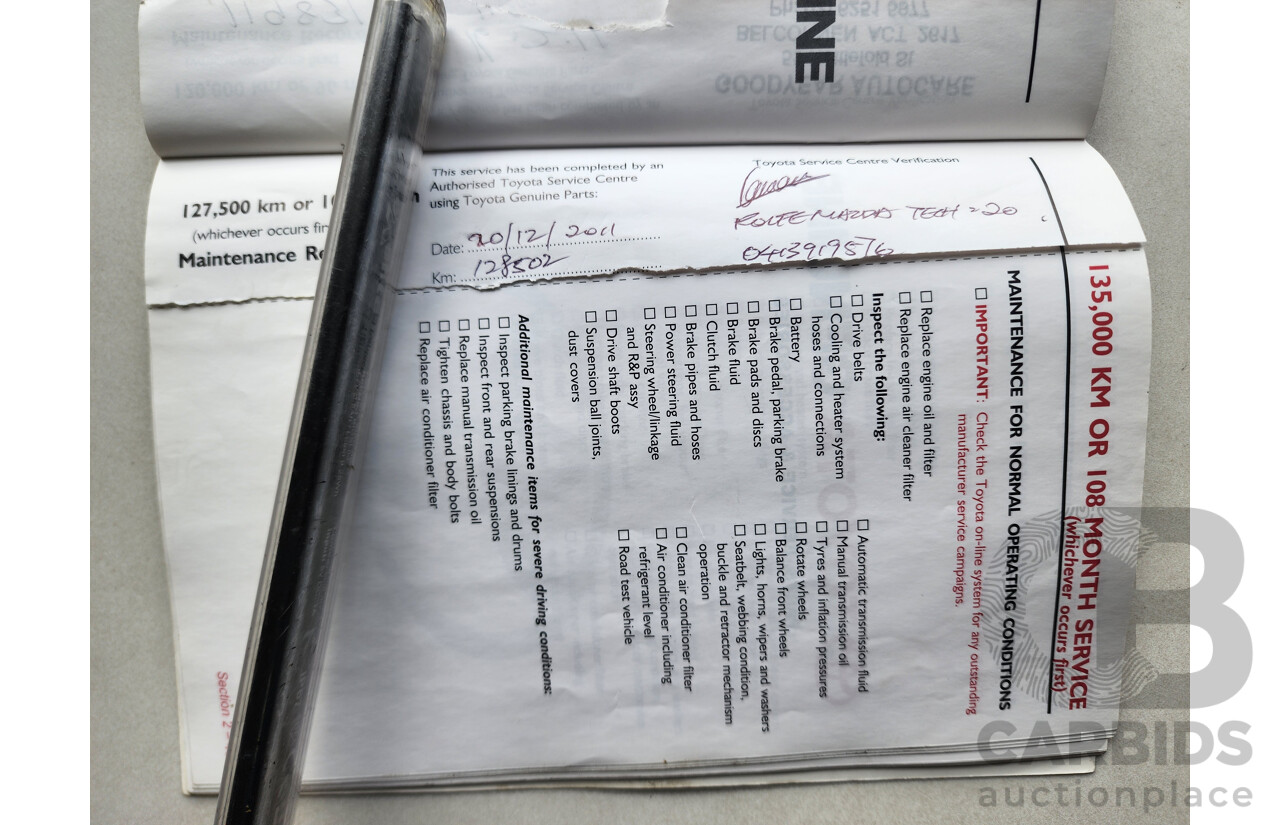 INE
GOODYEAR AUTOCARE
BELCONNEN ACT 2617
127,500 km or 10
(whichever occurs fir
Maintenance Re
This service has been completed by an
Authorised Toyota Service Centre
using Toyota Genuine Parts:
Date: 20/12/2011
Km: 128502
Toyota Service Centre Verification
ROLFE MAZDA TECH = 20
0413919576
135,000 KM OR 108 MONTH SERVICE
(whichever occurs first)
MAINTENANCE FOR NORMAL OPERATING CONDITIONS
IMPORTANT: Check the Toyota on-line system for any outstanding
manufacturer service campaigns.
Replace engine oil and filter
Replace engine air cleaner filter
Inspect the following:
Drive belts
Cooling and heater system
hoses and connections
Battery
Brake pedal, parking brake
Brake pads and discs
Brake fluid
Clutch fluid
Brake pipes and hoses
Power steering fluid
Steering wheel/linkage
and R&P assy
Drive shaft boots
Suspension ball joints,
dust covers
Automatic transmission fluid
Manual transmission oil
Tyres and inflation pressures
Rotate wheels
Balance front wheels
Lights, horns, wipers and washers
Seatbelt, webbing condition,
buckle and retractor mechanism
operation
Clean air conditioner filter
Air conditioner including
refrigerant level
Road test vehicle
Additional maintenance items for severe driving conditions:
Inspect parking brake linings and drums
Inspect front and rear suspensions
Replace manual transmission oil
Tighten chassis and body bolts
Replace air conditioner filter
Section 2
CARBIDS
auctionplace